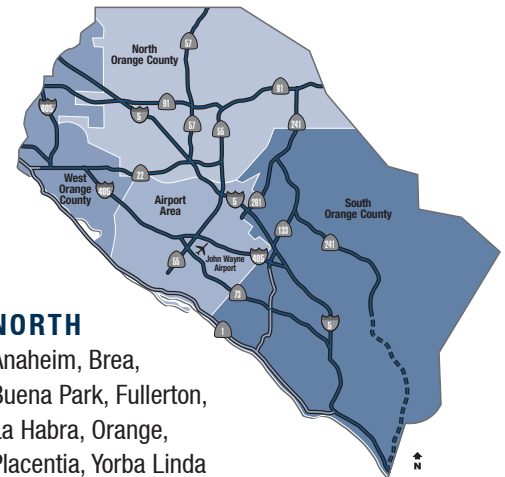 57
North
Orange County
91
91
605
5
57
55
241
22
West
Orange
County
405
Airport
Area
5
261
South
Orange County
133
241
55
John Wayne
Airport
405
73
5
1
NORTH
Anaheim, Brea,
Buena Park, Fullerton,
La Habra, Orange,
Placentia, Yorba Linda
N